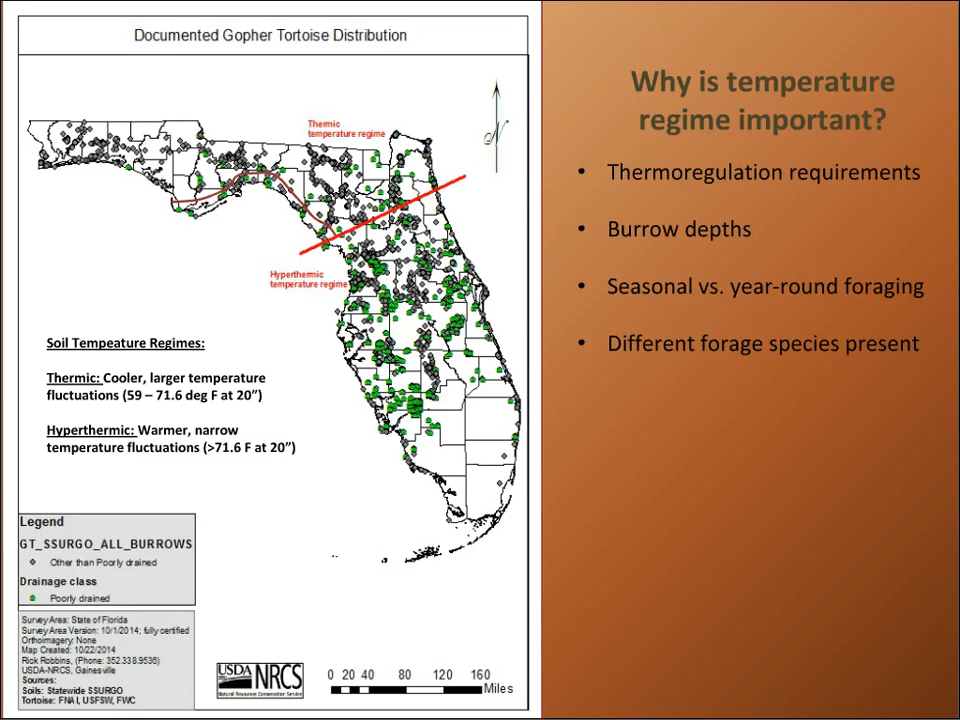 Documented Gopher Tortoise Distribution
Thermic
temperature regime
N
Hyperthermic
temperature regime
Soil Tempeature Regimes:
Thermic: Cooler, larger temperature
fluctuations (59 – 71.6 deg F at 20”)
Hyperthermic: Warmer, narrow
temperature fluctuations (>71.6 F at 20”)
Legend
GT_SSURGO_ALL_BURROWS
Other than Poorly drained
Drainage class
Poorly drained
Survey Area: State of Florida
Survey Area Version: 10/1/2014; fully certified
Orthoimagery: None
Map Created: 10/22/2014
Rick Robbins, (Phone: 352.338.9536)
USDA-NRCS, Gainesville
Sources:
Soils: Statewide SSURGO
Tortoise: FNAI, USFSW, FWC
USDA NRCS
Natural Resources Conservation Service
0 20 40 80 120 160
Miles
Why is temperature
regime important?
• Thermoregulation requirements
• Burrow depths
• Seasonal vs. year-round foraging
• Different forage species present